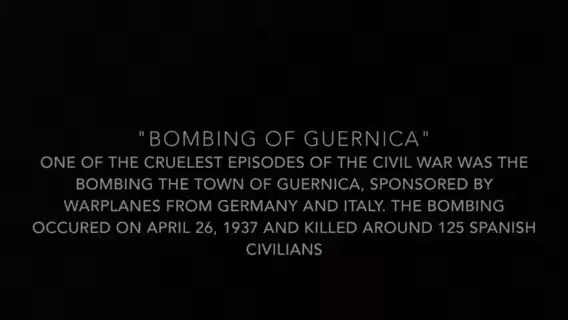 "BOMBING OF GUERNICA"
ONE OF THE CRUELEST EPISODES OF THE CIVIL WAR WAS THE
BOMBING THE TOWN OF GUERNICA, SPONSORED BY
WARPLANES FROM GERMANY AND ITALY. THE BOMBING
OCCURED ON APRIL 26, 1937 AND KILLED AROUND 125 SPANISH
CIVILIANS